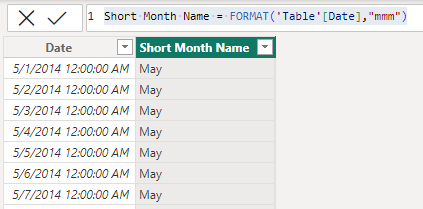 1 Short Month Name = FORMAT('Table'[Date],"mmm")
Date Short Month Name
5/1/2014 12:00:00 AM May
5/2/2014 12:00:00 AM May
5/3/2014 12:00:00 AM May
5/4/2014 12:00:00 AM May
5/5/2014 12:00:00 AM May
5/6/2014 12:00:00 AM May
5/7/2014 12:00:00 AM May